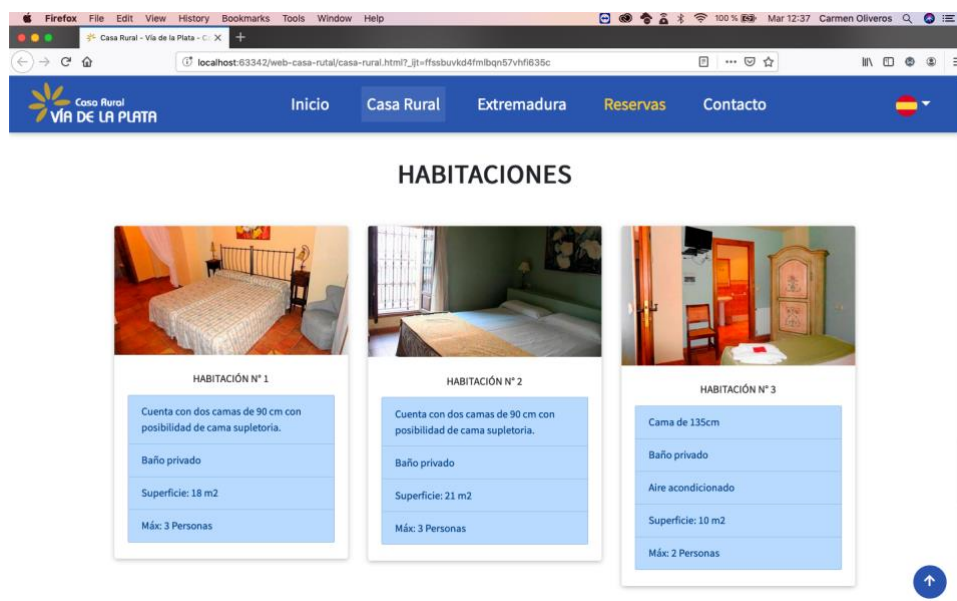 Firefox File Edit View History Bookmarks Tools Window Help 100 % Mar 12:37 Carmen Oliveros
Casa Rural - Vía de la Plata - C
localhost:63342/web-casa-rutal/casa-rural.html?_ijt=ffssbuvkd4fmlbqn57vhfi635c
Casa Rural
VÍA DE LA PLATA
Inicio Casa Rural Extremadura Reservas Contacto
HABITACIONES
HABITACIÓN N° 1
Cuenta con dos camas de 90 cm con
posibilidad de cama supletoria.
Baño privado
Superficie: 18 m2
Máx: 3 Personas
HABITACIÓN N° 2
Cuenta con dos camas de 90 cm con
posibilidad de cama supletoria.
Baño privado
Superficie: 21 m2
Máx: 3 Personas
HABITACIÓN N° 3
Cama de 135cm
Baño privado
Aire acondicionado
Superficie: 10 m2
Máx: 2 Personas